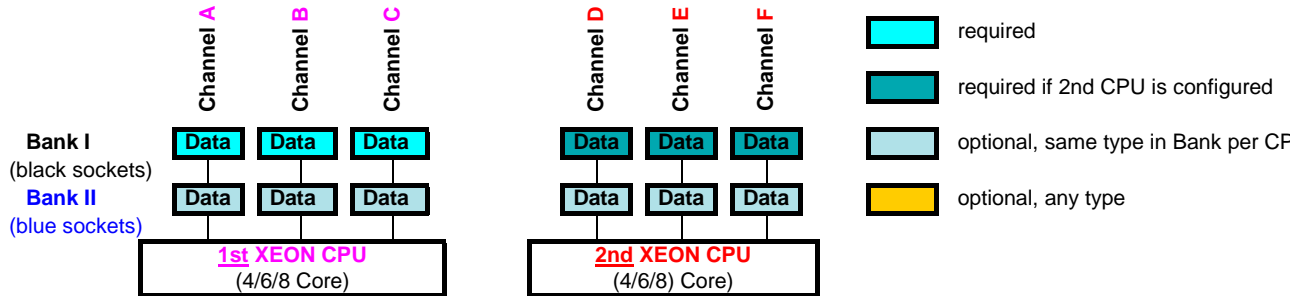 Channel A
Channel B
Channel C
Channel D
Channel E
Channel F
required
required if 2nd CPU is configured
optional, same type in Bank per CP
optional, any type
Bank I
(black sockets)
Data Data Data Data Data Data
Bank II
(blue sockets)
Data Data Data Data Data Data
1st XEON CPU
(4/6/8 Core)
2nd XEON CPU
(4/6/8) Core)